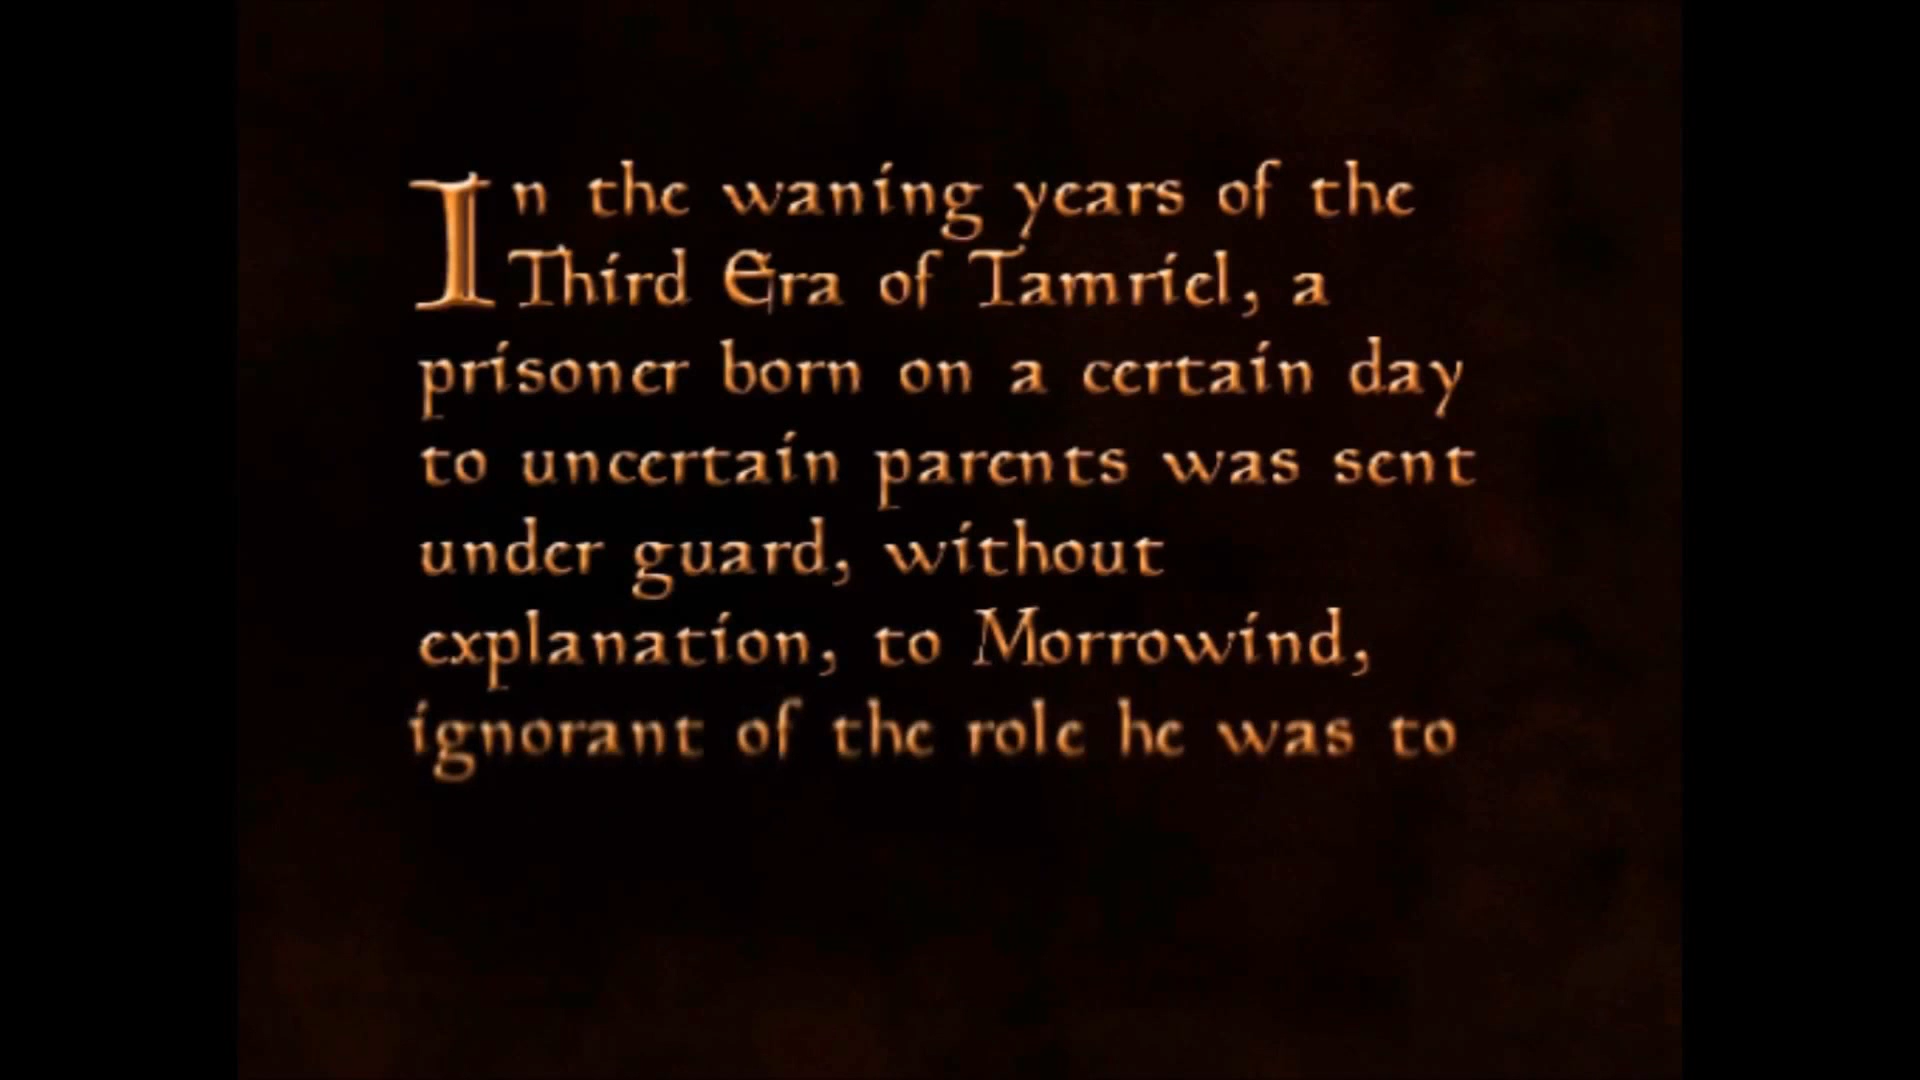 In the waning years of the
Third Era of Tamriel, a
prisoner born on a certain day
to uncertain parents was sent
under guard, without
explanation, to Morrowind,
ignorant of the role he was to